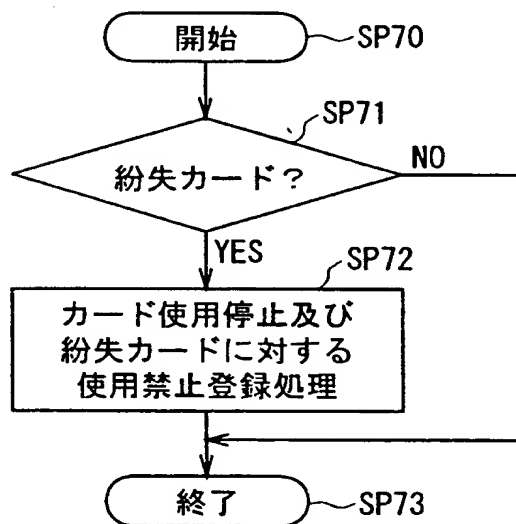 開始 SP70
SP71
紛失カード? NO
YES
SP72
カード使用停止及び
紛失カードに対する
使用禁止登録処理
終了 SP73